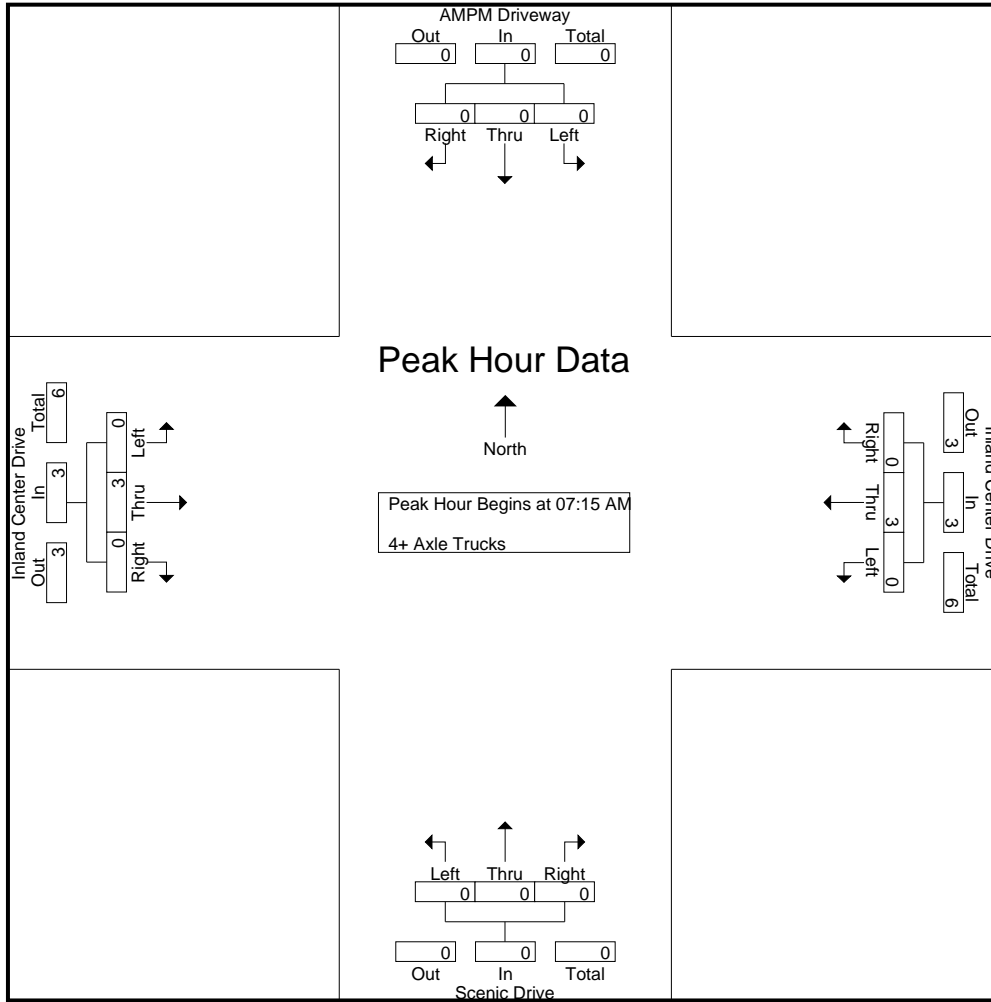 AMPM Driveway
Out In Total
0 0 0
0 0 0
Right Thru Left
Peak Hour Data
North
Peak Hour Begins at 07:15 AM
4+ Axle Trucks
Inland Center Drive
Total In Out
6 3 3
0 3 0
Left Thru Right
Inland Center Drive
Out In Total
3 3 6
0 3 0
Right Thru Left
Left Thru Right
0 0 0
0 0 0
Out In Total
Scenic Drive